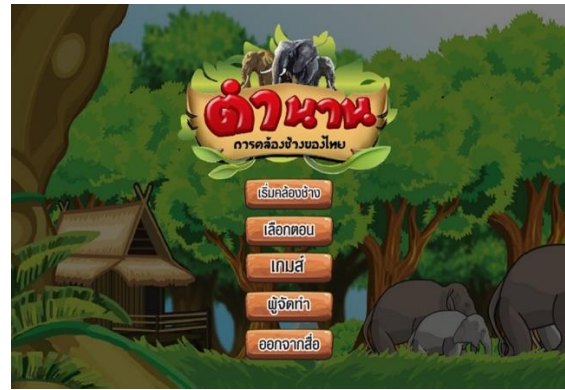 ตำนาน
การคล้องช้างของไทย
เริ่มคล้องช้าง
เลือกตอน
เกมส์
ผู้จัดทำ
ออกจากสื่อ